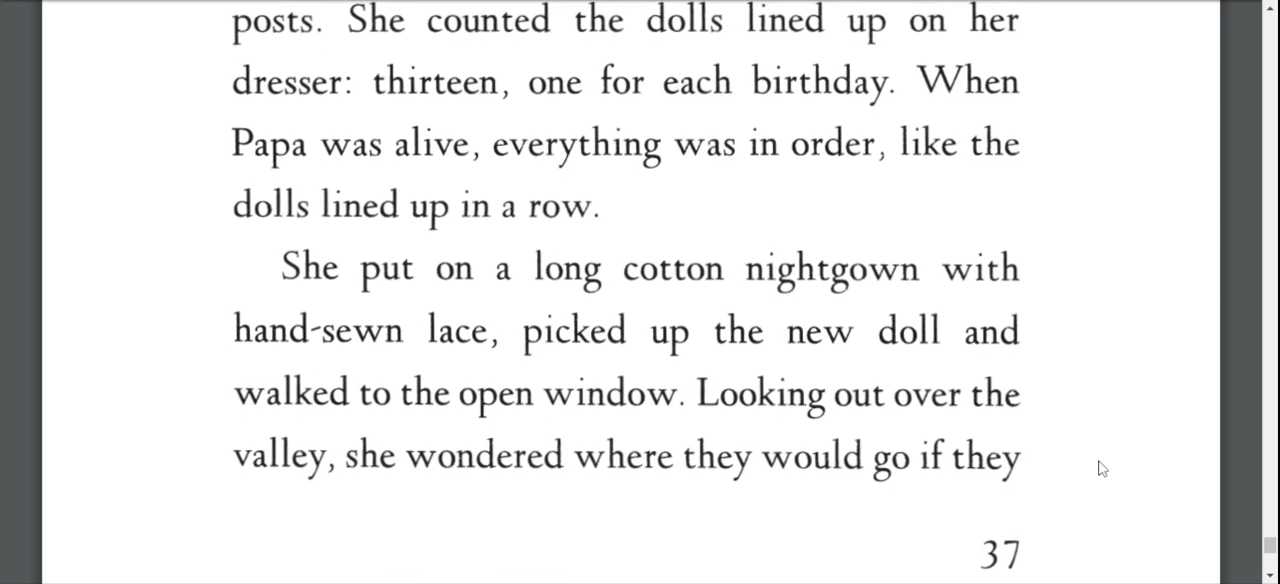 posts. She counted the dolls lined up on her
dresser: thirteen, one for each birthday. When
Papa was alive, everything was in order, like the
dolls lined up in a row.
She put on a long cotton nightgown with
hand-sewn lace, picked up the new doll and
walked to the open window. Looking out over the
valley, she wondered where they would go if they
37